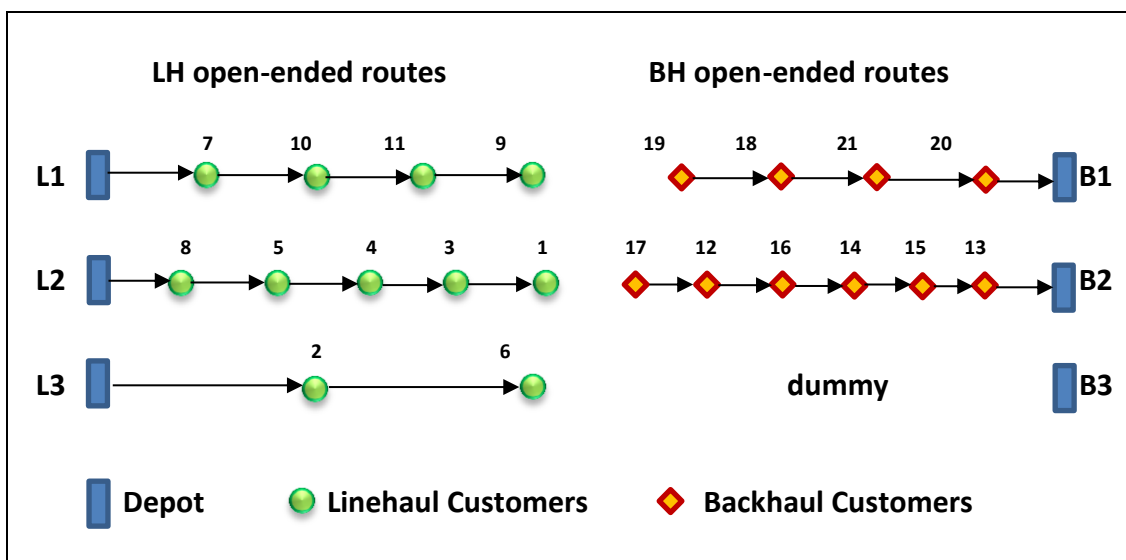 LH open-ended routes BH open-ended routes
7 10 11 9 19 18 21 20
L1 B1
8 5 4 3 1 17 12 16 14 15 13
L2 B2
2 6
L3 dummy B3
Depot Linehaul Customers Backhaul Customers